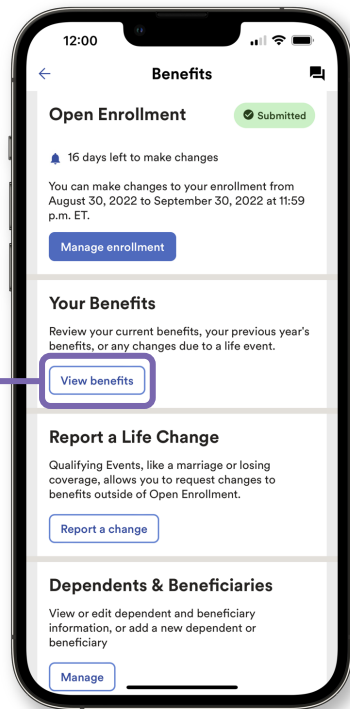 12:00
Benefits
Open Enrollment
Submitted
16 days left to make changes
You can make changes to your enrollment from
August 30, 2022 to September 30, 2022 at 11:59
p.m. ET.
Manage enrollment
Your Benefits
Review your current benefits, your previous year's
benefits, or any changes due to a life event.
View benefits
Report a Life Change
Qualifying Events, like a marriage or losing
coverage, allows you to request changes to
benefits outside of Open Enrollment.
Report a change
Dependents & Beneficiaries
View or edit dependent and beneficiary
information, or add a new dependent or
beneficiary
Manage